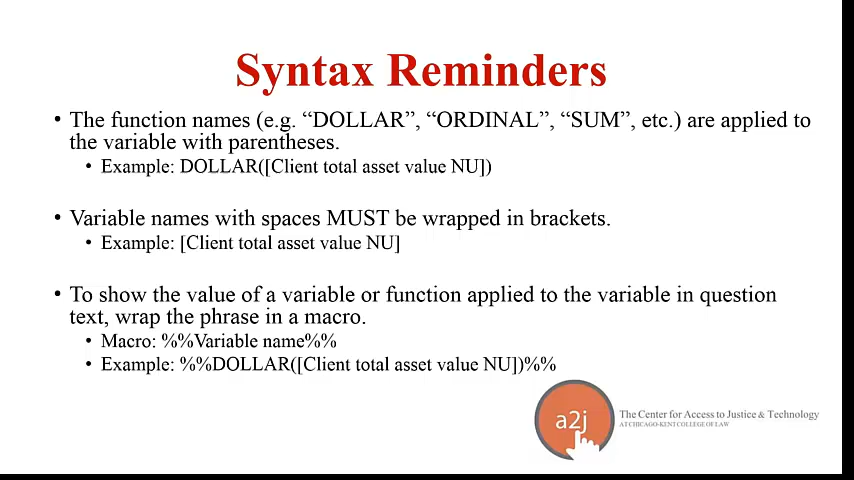 Syntax Reminders
• The function names (e.g. “DOLLAR”, “ORDINAL”, “SUM”, etc.) are applied to
the variable with parentheses.
• Example: DOLLAR([Client total asset value NU])
• Variable names with spaces MUST be wrapped in brackets.
• Example: [Client total asset value NU]
• To show the value of a variable or function applied to the variable in question
text, wrap the phrase in a macro.
• Macro: %%Variable name%%
• Example: %%DOLLAR([Client total asset value NU])%%
a2j
The Center for Access to Justice & Technology
AT CHICAGO-KENT COLLEGE OF LAW